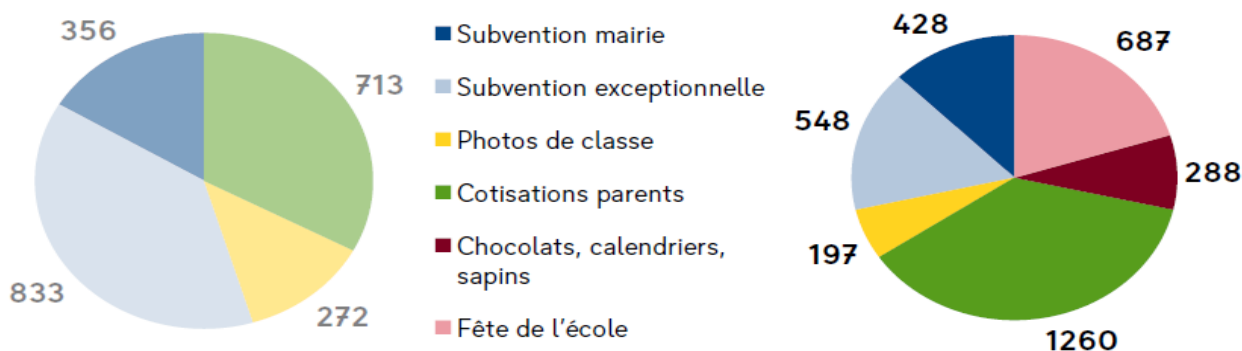 356
713
833
272
Subvention mairie
Subvention exceptionnelle
Photos de classe
Cotisations parents
Chocolats, calendriers,
sapins
Fête de l'école
428
687
548
288
197
1260